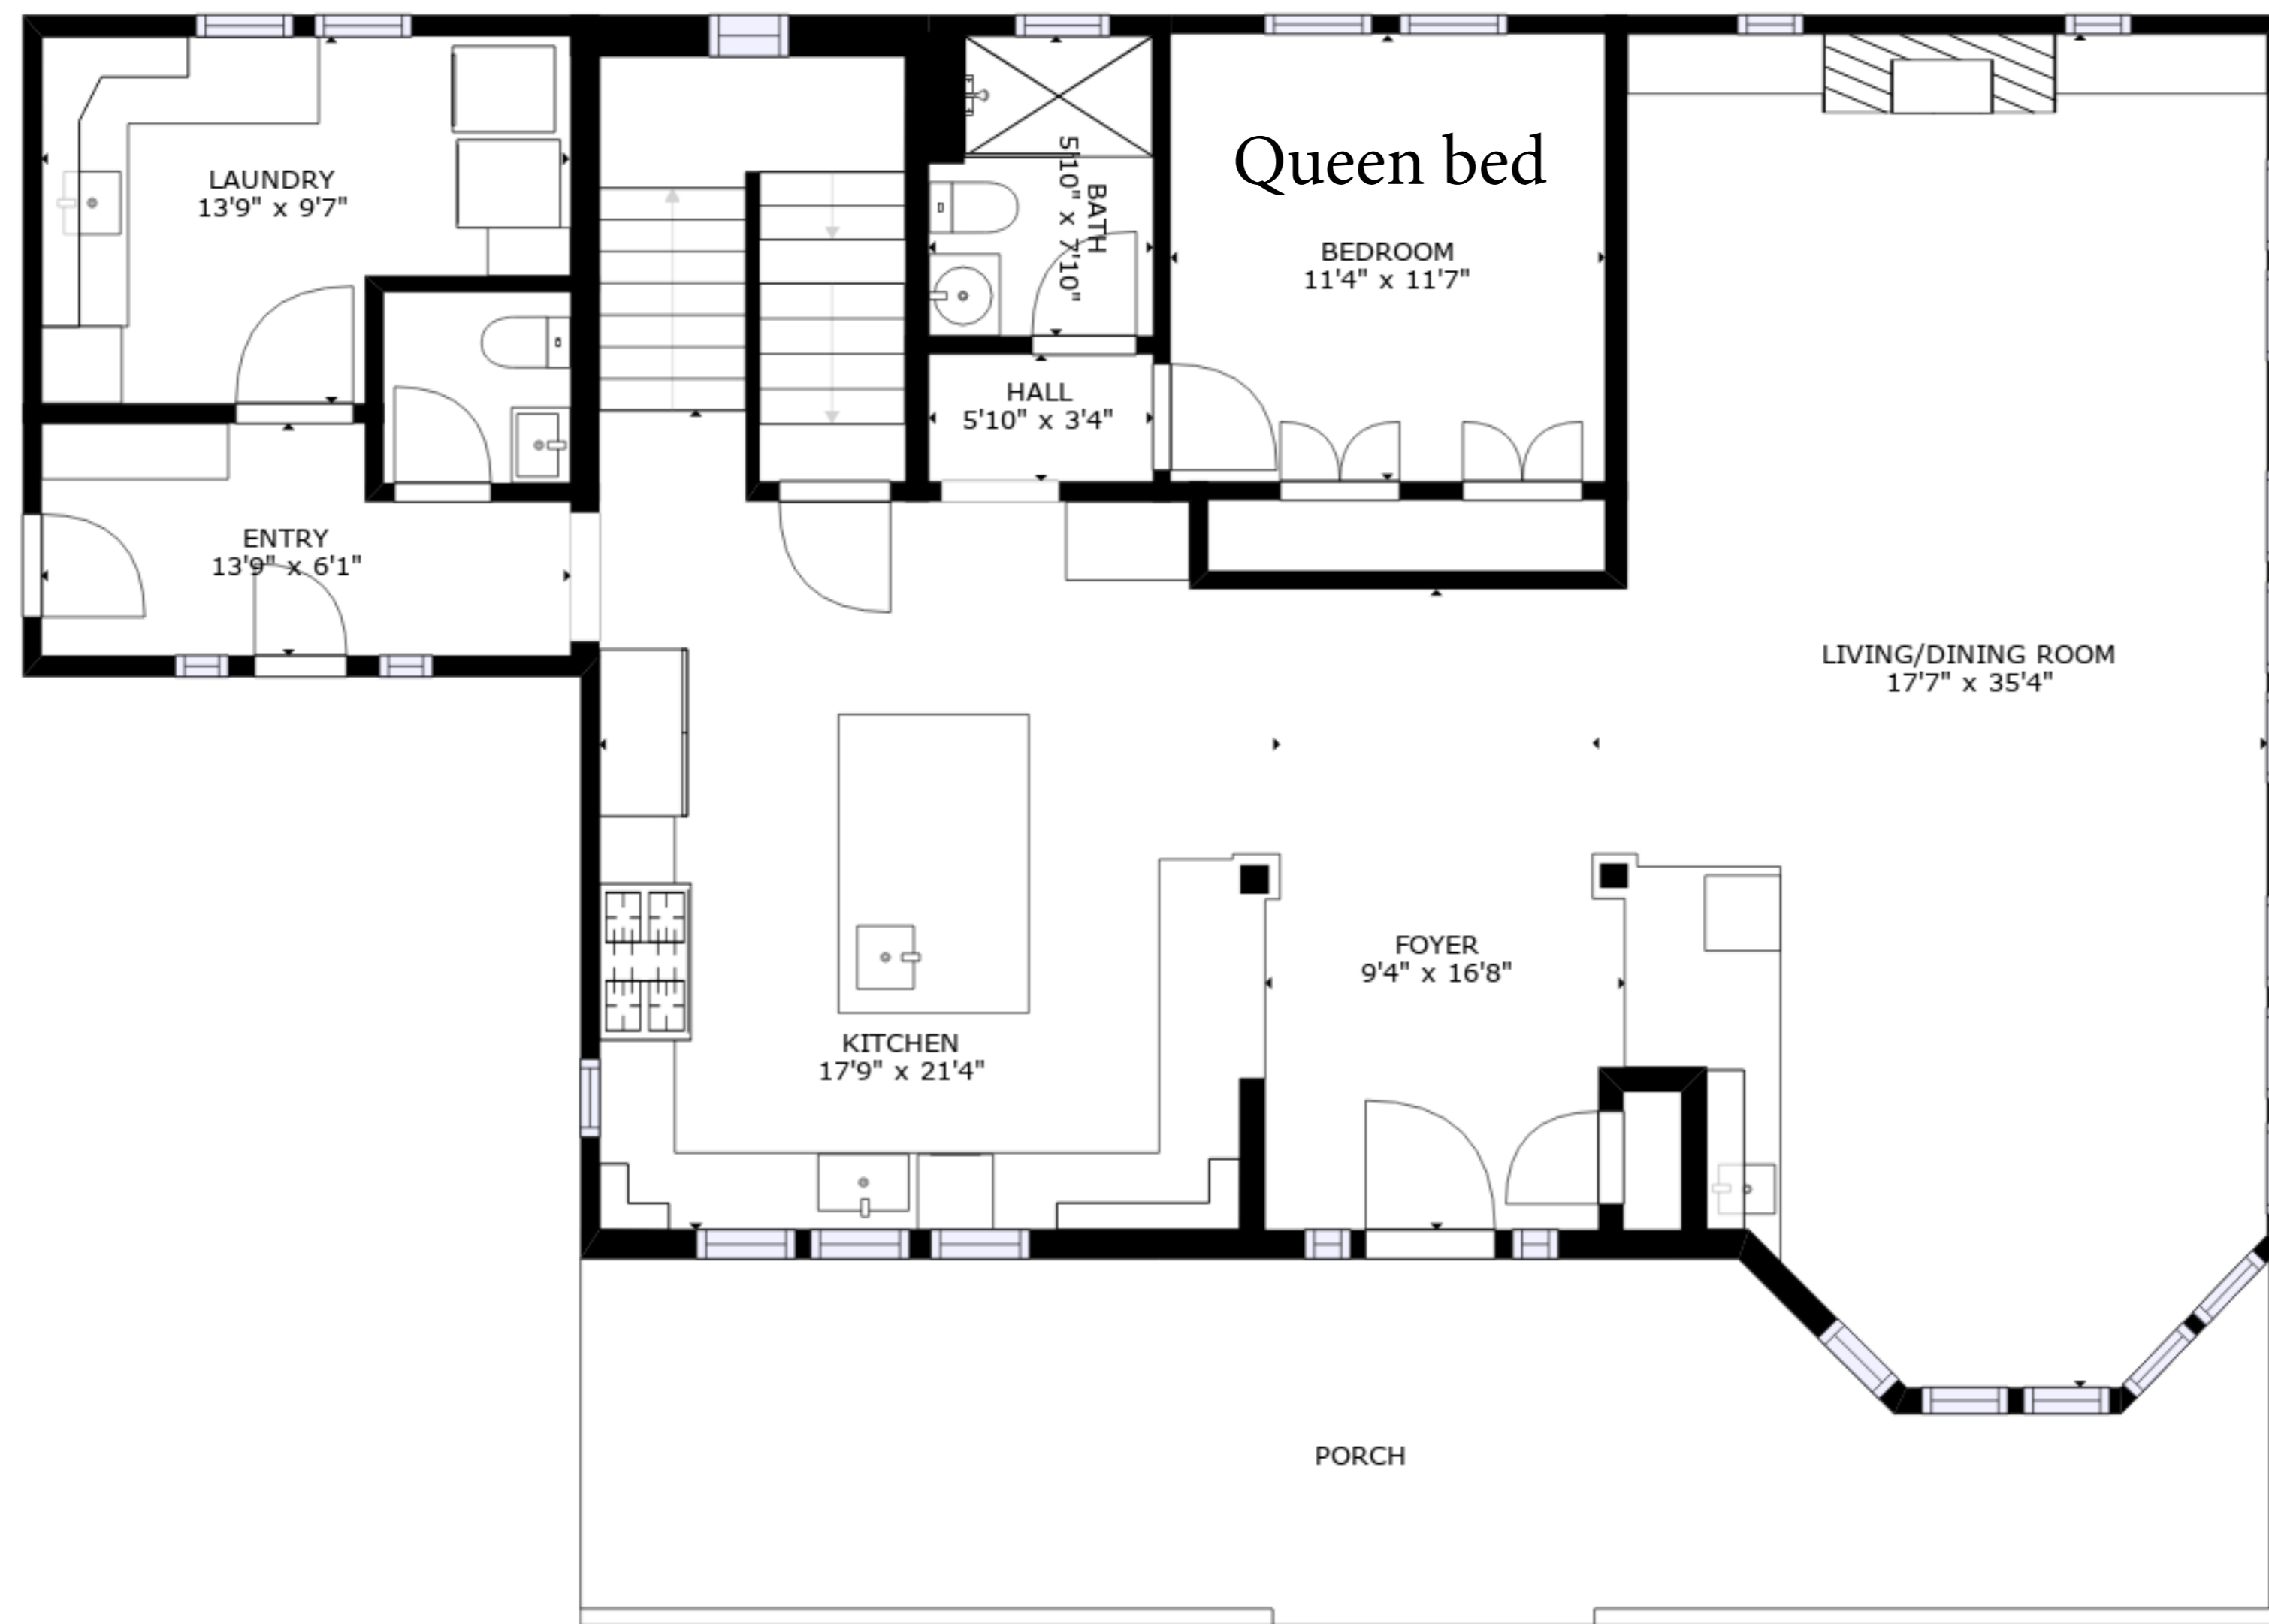 Queen bed
LAUNDRY
13'9" x 9'7"
BATH
5'10" x 7'10"
BEDROOM
11'4" x 11'7"
HALL
5'10" x 3'4"
ENTRY
13'9" x 6'1"
LIVING/DINING ROOM
17'7" x 35'4"
FOYER
9'4" x 16'8"
KITCHEN
17'9" x 21'4"
PORCH